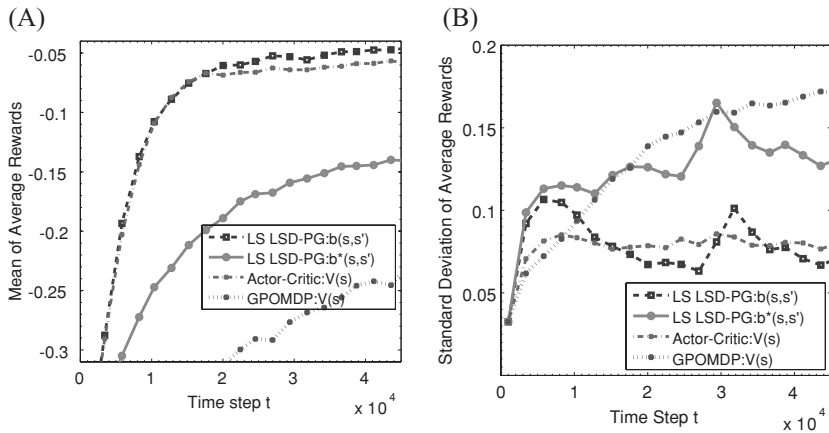 (A)
-0.05
-0.1
-0.15
-0.2
-0.25
-0.3
Mean of Average Rewards
LS LSD-PG:b(s,s')
LS LSD-PG:b*(s,s')
Actor-Critic:V(s)
GPOMDP:V(s)
0 1 2 3 4
x 10^4
Time step t
(B)
0.2
0.15
0.1
0.05
Standard Deviation of Average Rewards
LS LSD-PG:b(s,s')
LS LSD-PG:b*(s,s')
Actor-Critic:V(s)
GPOMDP:V(s)
0 1 2 3 4
x 10^4
Time Step t